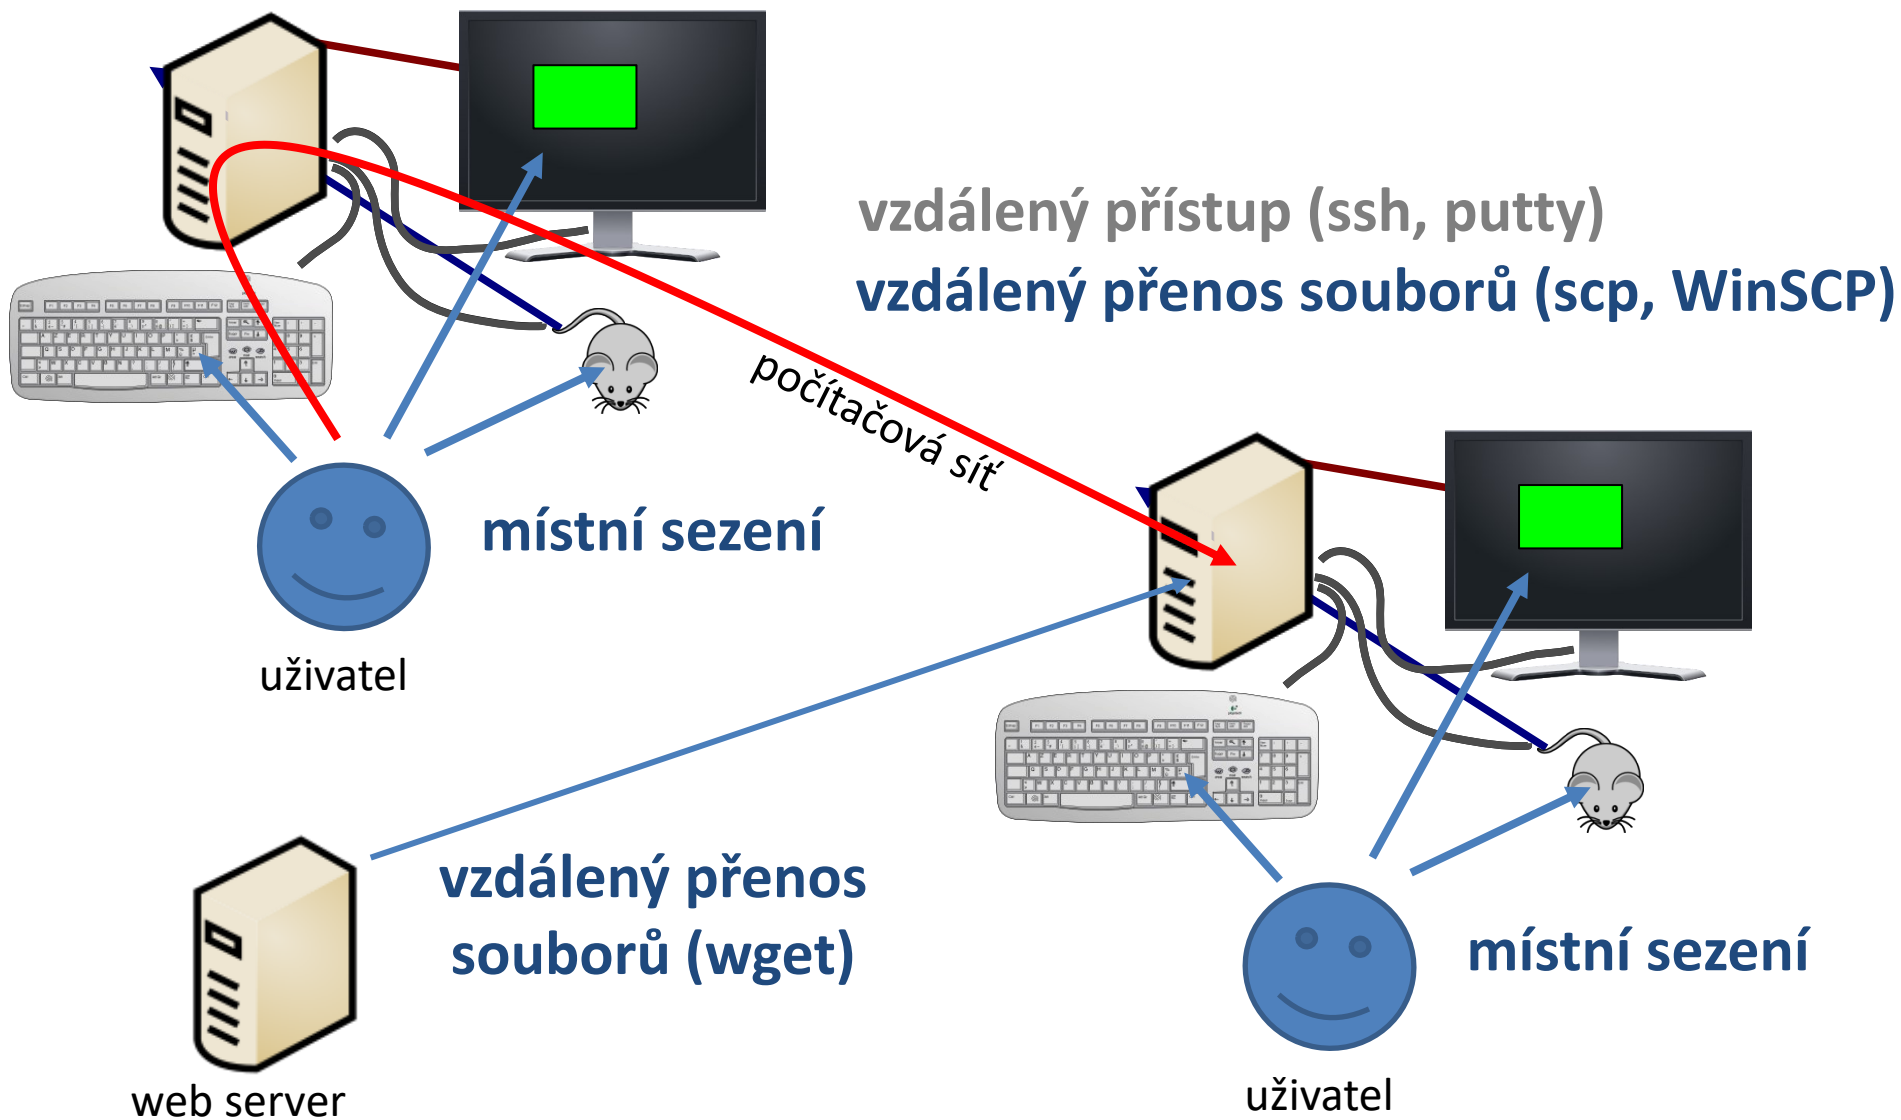 vzdálený přístup (ssh, putty)
vzdálený přenos souborů (scp, WinSCP)
počítačová síť
místní sezení
uživatel
vzdálený přenos
souborů (wget)
místní sezení
web server
uživatel